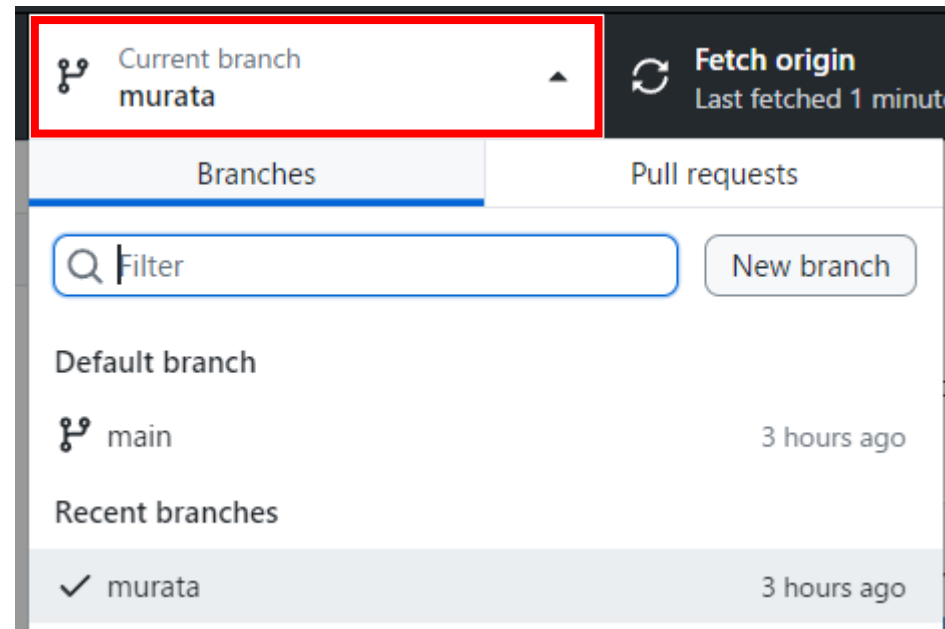 Current branch
murata
Fetch origin
Last fetched 1
Branches
Pull requests
Filter
New branch
Default branch
main
3 hours ago
Recent branches
murata
3 hours ago